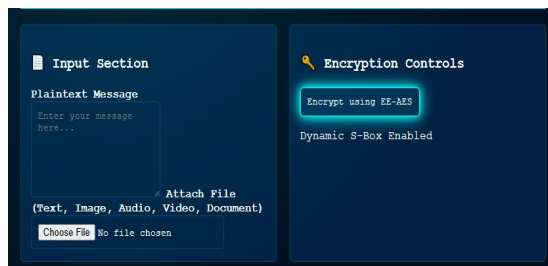 Input Section
Plaintext Message
Enter your message
here...
Attach File
(Text, Image, Audio, Video, Document)
Choose File No file chosen
Encryption Controls
Encrypt using EE-AES
Dynamic S-Box Enabled